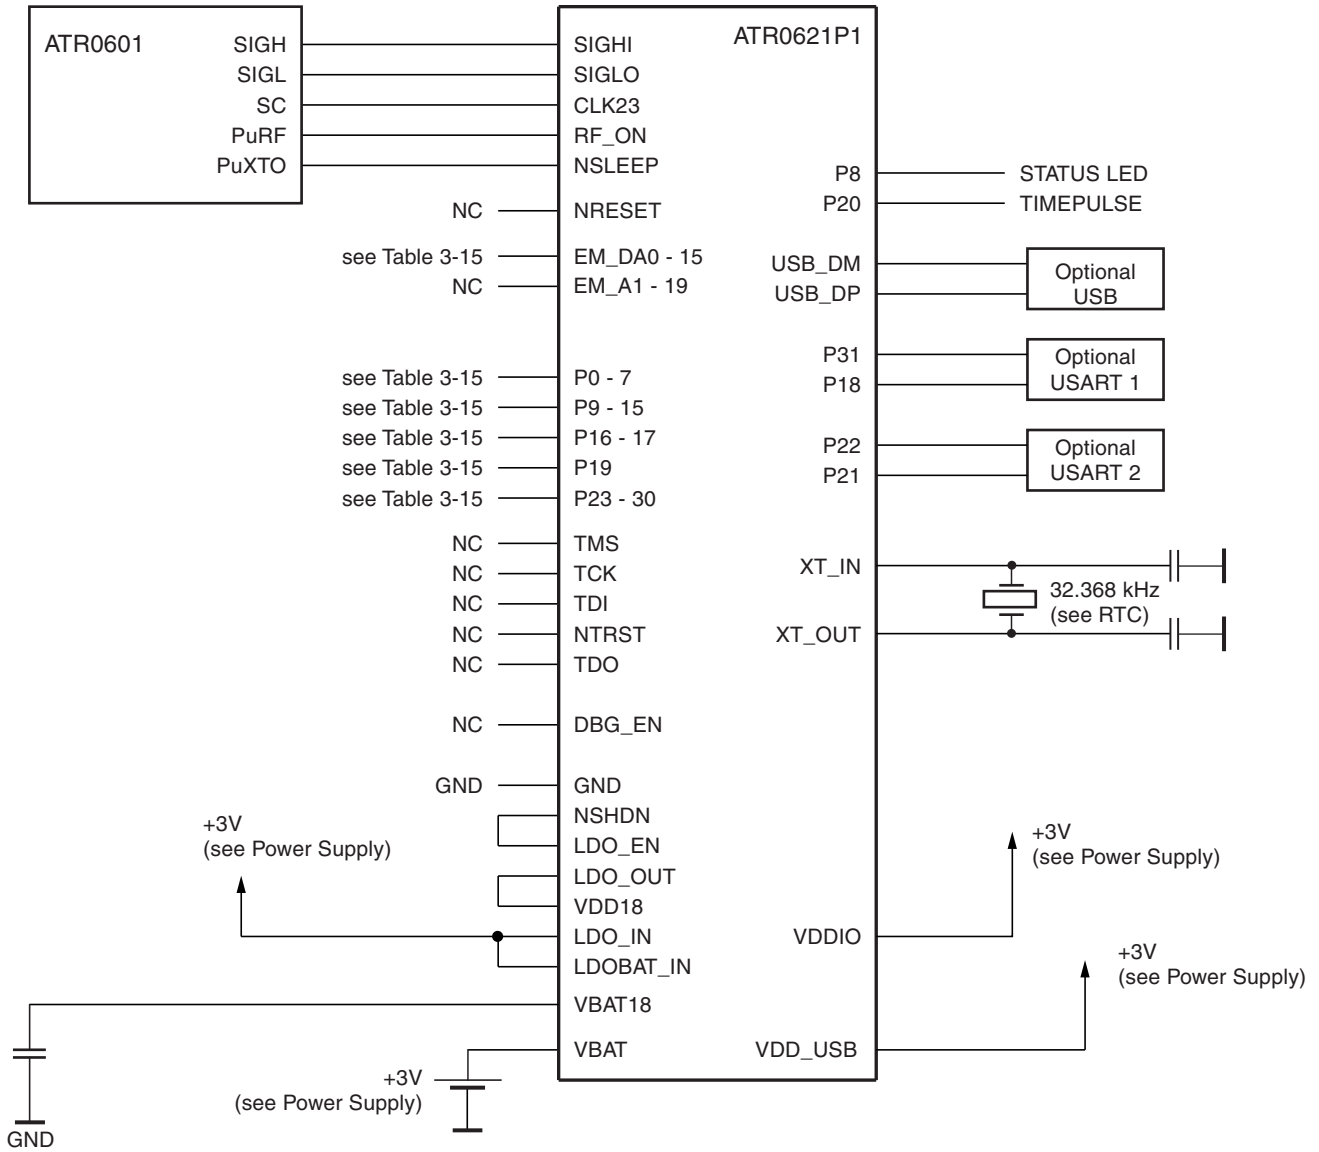 ATR0601
SIGH
SIGL
SC
PuRF
PuXTO
ATR0621P1
SIGHI
SIGLO
CLK23
RF_ON
NSLEEP
NC NRESET
see Table 3-15 EM_DA0 - 15
NC EM_A1 - 19
see Table 3-15 P0 - 7
see Table 3-15 P9 - 15
see Table 3-15 P16 - 17
see Table 3-15 P19
see Table 3-15 P23 - 30
NC TMS
NC TCK
NC TDI
NC NTRST
NC TDO
NC DBG_EN
GND GND
NSHDN
LDO_EN
LDO_OUT
VDD18
LDO_IN
LDOBAT_IN
VBAT18
VBAT
+3V
(see Power Supply)
+3V
(see Power Supply)
GND
P8 STATUS LED
P20 TIMEPULSE
USB_DM
USB_DP
Optional
USB
P31
P18
Optional
USART 1
P22
P21
Optional
USART 2
XT_IN
XT_OUT
32.368 kHz
(see RTC)
VDDIO
+3V
(see Power Supply)
VDD_USB
+3V
(see Power Supply)